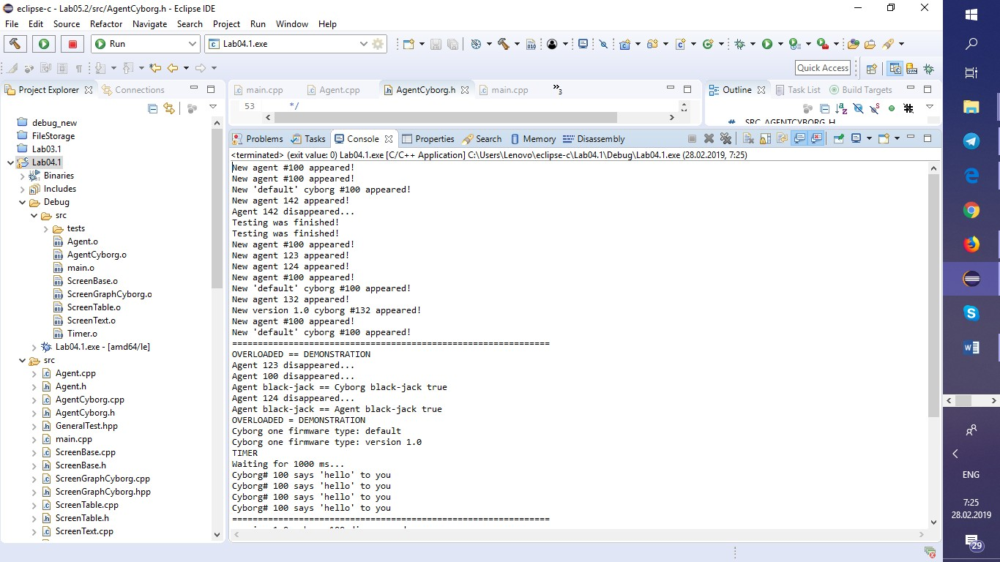 eclipse-c - Lab05.2/src/AgentCyborg.h - Eclipse IDE
File Edit Source Refactor Navigate Search Project Run Window Help
Run
Lab04.1.exe
Quick Access
Project Explorer
Connections
debug_new
FileStorage
Lab03.1
Lab04.1
Binaries
Includes
Debug
src
tests
Agent.o
AgentCyborg.o
main.o
ScreenBase.o
ScreenGraphCyborg.o
ScreenTable.o
ScreenText.o
Timer.o
Lab04.1.exe - [amd64/le]
src
Agent.cpp
Agent.h
AgentCyborg.cpp
AgentCyborg.h
GeneralTest.hpp
main.cpp
ScreenBase.cpp
ScreenBase.h
ScreenGraphCyborg.cpp
ScreenGraphCyborg.hpp
ScreenTable.cpp
ScreenTable.h
ScreenText.cpp
main.cpp Agent.cpp AgentCyborg.h main.cpp »3
53 */
Outline Task List Build Targets
SRC_AGENTCYBORG_H
Problems Tasks Console Properties Search Memory Disassembly
<terminated> (exit value: 0) Lab04.1.exe [C/C++ Application] C:\Users\Lenovo\eclipse-c\Lab04.1\Debug\Lab04.1.exe (28.02.2019, 7:25)
New agent #100 appeared!
New agent #100 appeared!
New 'default' cyborg #100 appeared!
New agent 142 appeared!
Agent 142 disappeared...
Testing was finished!
Testing was finished!
New agent #100 appeared!
New agent 123 appeared!
New agent 124 appeared!
New agent #100 appeared!
New 'default' cyborg #100 appeared!
New agent 132 appeared!
New version 1.0 cyborg #132 appeared!
New agent #100 appeared!
New 'default' cyborg #100 appeared!
==============================================================
OVERLOADED == DEMONSTRATION
Agent 123 disappeared...
Agent 100 disappeared...
Agent black-jack == Cyborg black-jack true
Agent 124 disappeared...
Agent black-jack == Agent black-jack true
OVERLOADED = DEMONSTRATION
Cyborg one firmware type: default
Cyborg one firmware type: version 1.0
TIMER
Waiting for 1000 ms...
Cyborg# 100 says 'hello' to you
Cyborg# 100 says 'hello' to you
Cyborg# 100 says 'hello' to you
Cyborg# 100 says 'hello' to you
==============================================================
ENG
7:25
28.02.2019
29